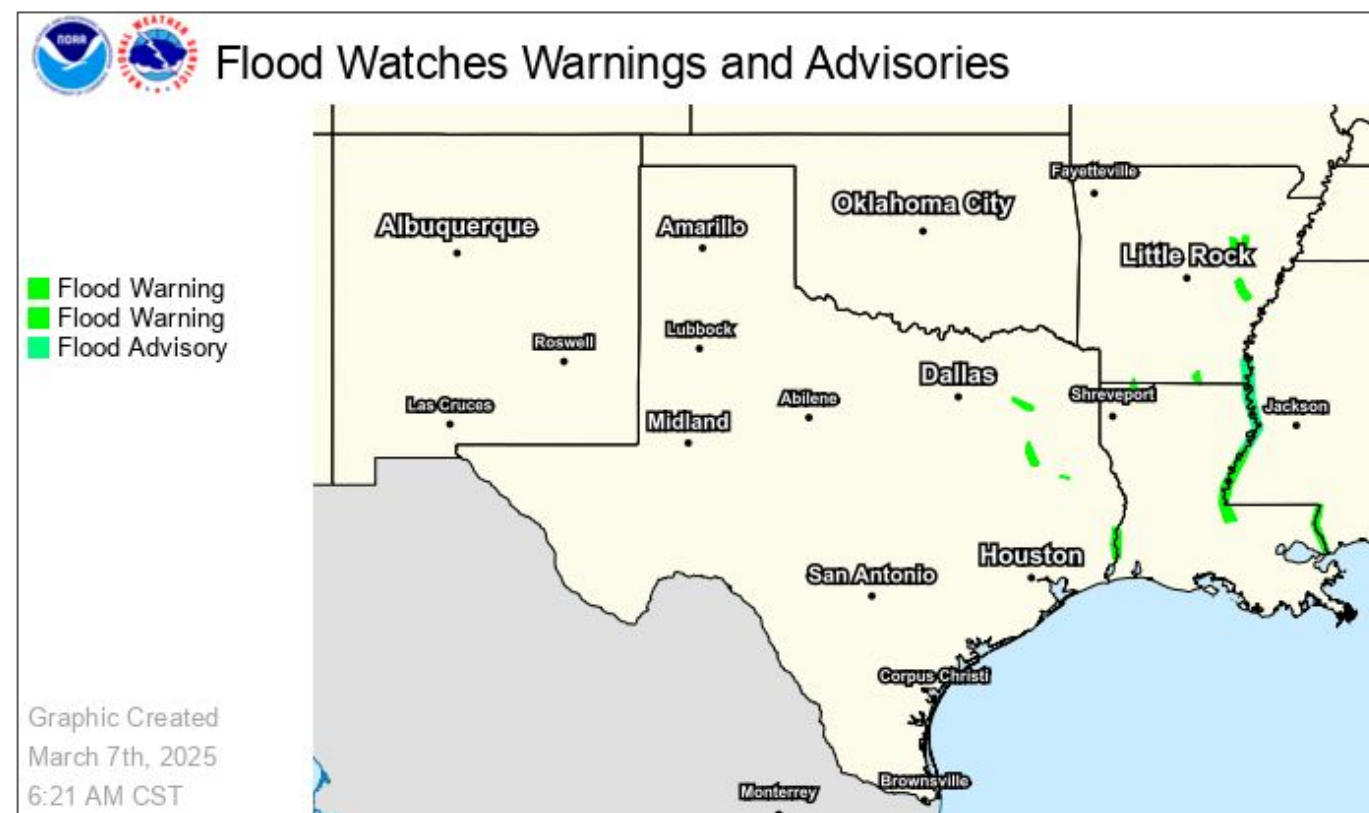 NOAA
NATIONAL WEATHER SERVICE
Flood Watches Warnings and Advisories
Fayetteville
Oklahoma City
Albuquerque
Amarillo
Little Rock
Flood Warning
Flood Warning
Flood Advisory
Lubbock
Roswell
Dallas
Shreveport
Abilene
Las Cruces
Jackson
Midland
Houston
San Antonio
Corpus Christi
Graphic Created
March 7th, 2025
6:21 AM CST
Brownsville
Monterrey